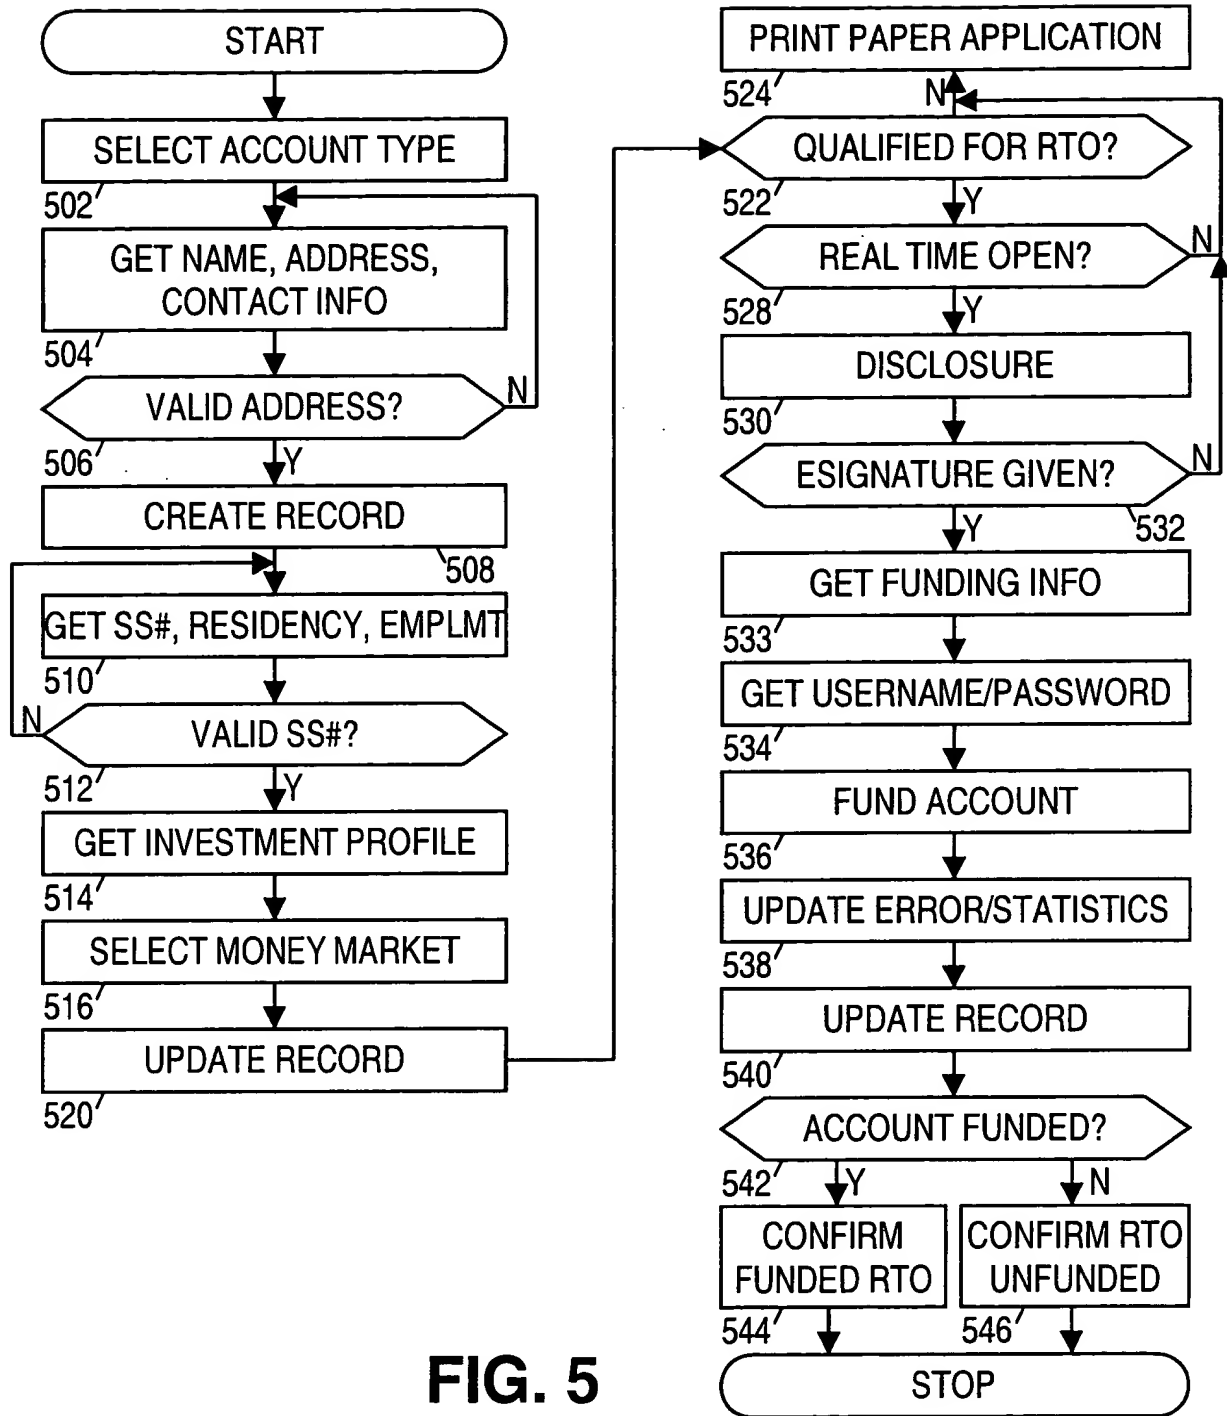 START
SELECT ACCOUNT TYPE
502
GET NAME, ADDRESS,
CONTACT INFO
504
VALID ADDRESS?
N
506
Y
CREATE RECORD
508
GET SS#, RESIDENCY, EMPLMT
510
N
VALID SS#?
512
Y
GET INVESTMENT PROFILE
514
SELECT MONEY MARKET
516
UPDATE RECORD
520
PRINT PAPER APPLICATION
524
N
QUALIFIED FOR RTO?
522
Y
REAL TIME OPEN?
N
528
Y
DISCLOSURE
530
ESIGNATURE GIVEN?
N
532
Y
GET FUNDING INFO
533
GET USERNAME/PASSWORD
534
FUND ACCOUNT
536
UPDATE ERROR/STATISTICS
538
UPDATE RECORD
540
ACCOUNT FUNDED?
542
Y
N
CONFIRM
FUNDED RTO
544
CONFIRM RTO
UNFUNDED
546
STOP
FIG. 5